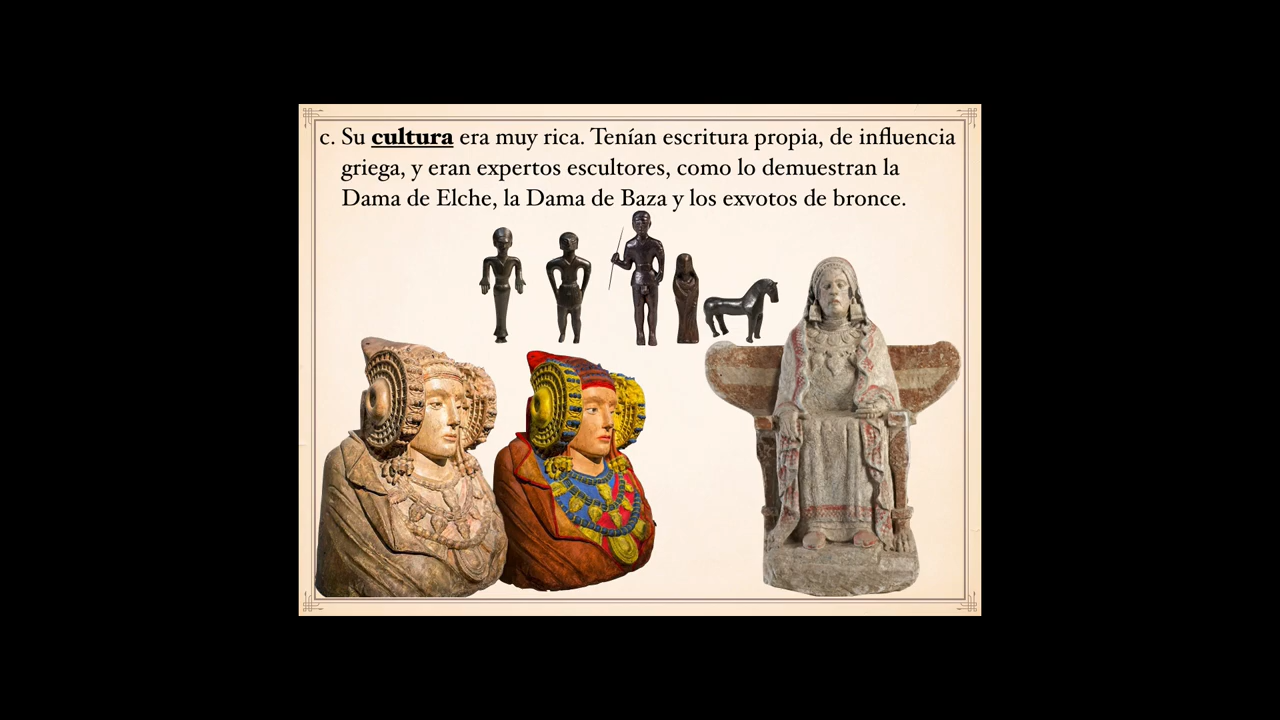 c. Su cultura era muy rica. Tenían escritura propia, de influencia
griega, y eran expertos escultores, como lo demuestran la
Dama de Elche, la Dama de Baza y los exvotos de bronce.